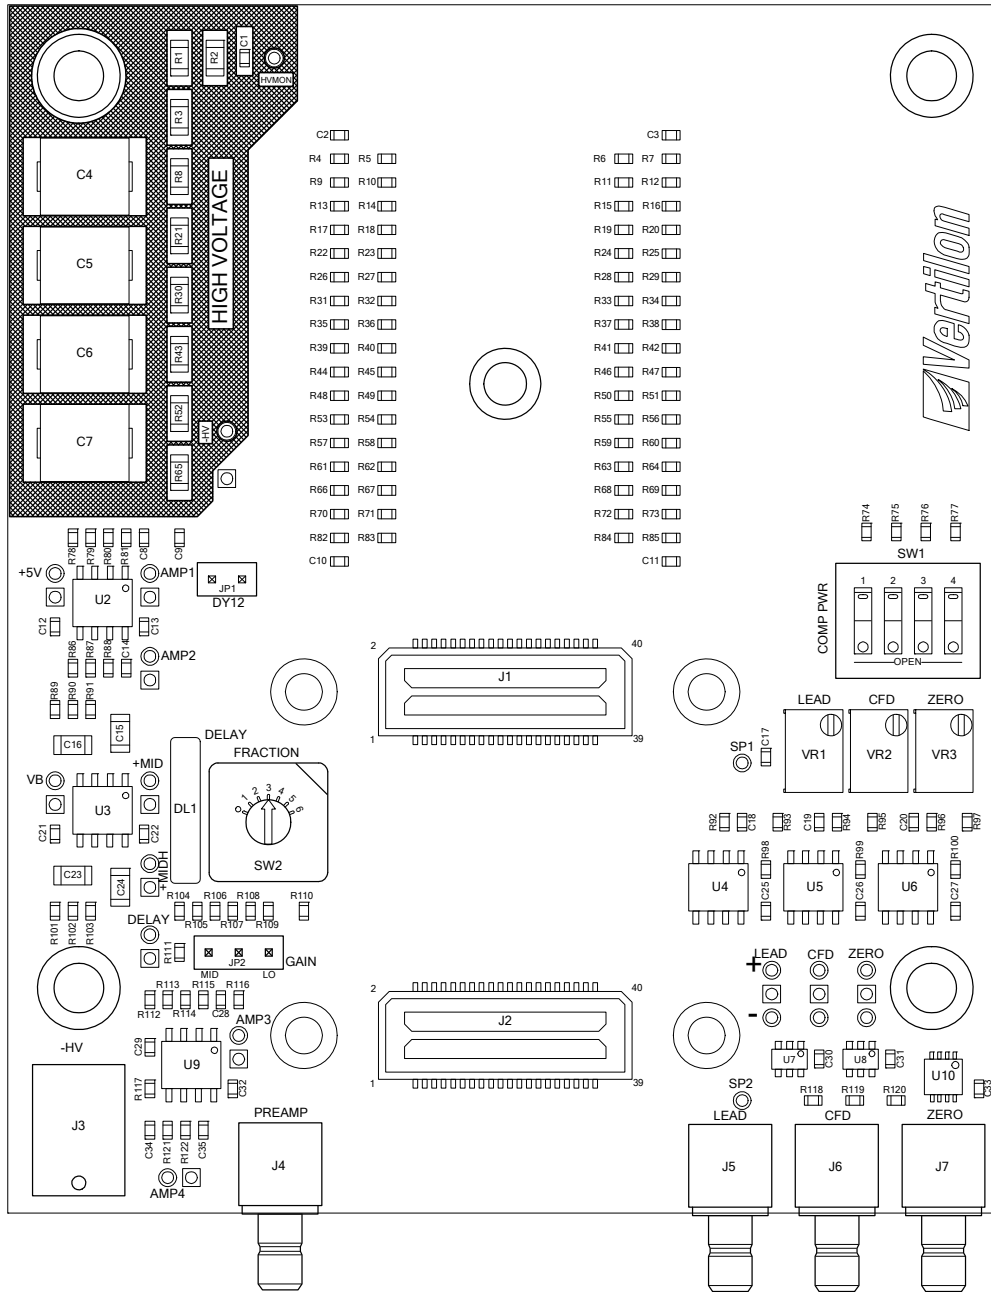 R1
R2
C1
HVMON
R3
C2
C3
C4
R8
HIGH VOLTAGE
R4 R5
R6 R7
R9 R10
R11 R12
R13 R14
R15 R16
R17 R18
R19 R20
R21
C5
R22 R23
R24 R25
R26 R27
R28 R29
R30
R31 R32
R33 R34
C6
R35 R36
R37 R38
R43
R39 R40
R41 R42
R44 R45
R46 R47
Vertilon
R52
R48 R49
R50 R51
C7
-HV
R53 R54
R55 R56
R57 R58
R59 R60
R65
R61 R62
R63 R64
R66 R67
R68 R69
R70 R71
R72 R73
R82 R83
R84 R85
C10
C11
R74 R75 R76 R77
SW1
COMP PWR
1 2 3 4
OPEN
R78 R79 R80 R81 C8 C9
+5V
AMP1
U2
JP1
DY12
C12
C13
R86 R87 R88 C14
AMP2
R89 R90 R91
2
40
J1
1
39
C16
C15
DELAY
FRACTION
VB
+MID
U3
DL1
0 1 2 3 4 5 6
SW2
C21
C22
C23
C24
+MIDH
LEAD CFD ZERO
SP1
C17
VR1 VR2 VR3
R92 C18 R93 C19 R94 R95 C20 R96 R97
R98 R99 R100
U4 U5 U6
C25 C26 C27
R101 R102 R103
DELAY
R104 R106 R108 R110
R105 R107 R109
R111
JP2
GAIN
MID LO
R113 R115 R116
R112 R114 C28
AMP3
2
40
J2
1
39
+
LEAD CFD ZERO
-
-HV
C29
U9
R117
C32
J3
C34 R121 R122 C35
AMP4
PREAMP
J4
U7 C30 U8 C31
U10
C33
SP2
R118 R119 R120
LEAD CFD ZERO
J5 J6 J7